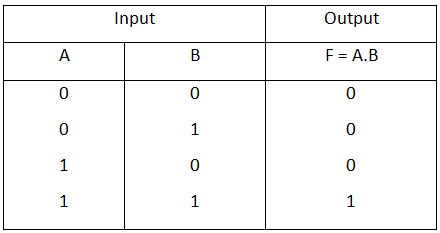 Input Output
A B F = A.B
0 0 0
0 1 0
1 0 0
1 1 1